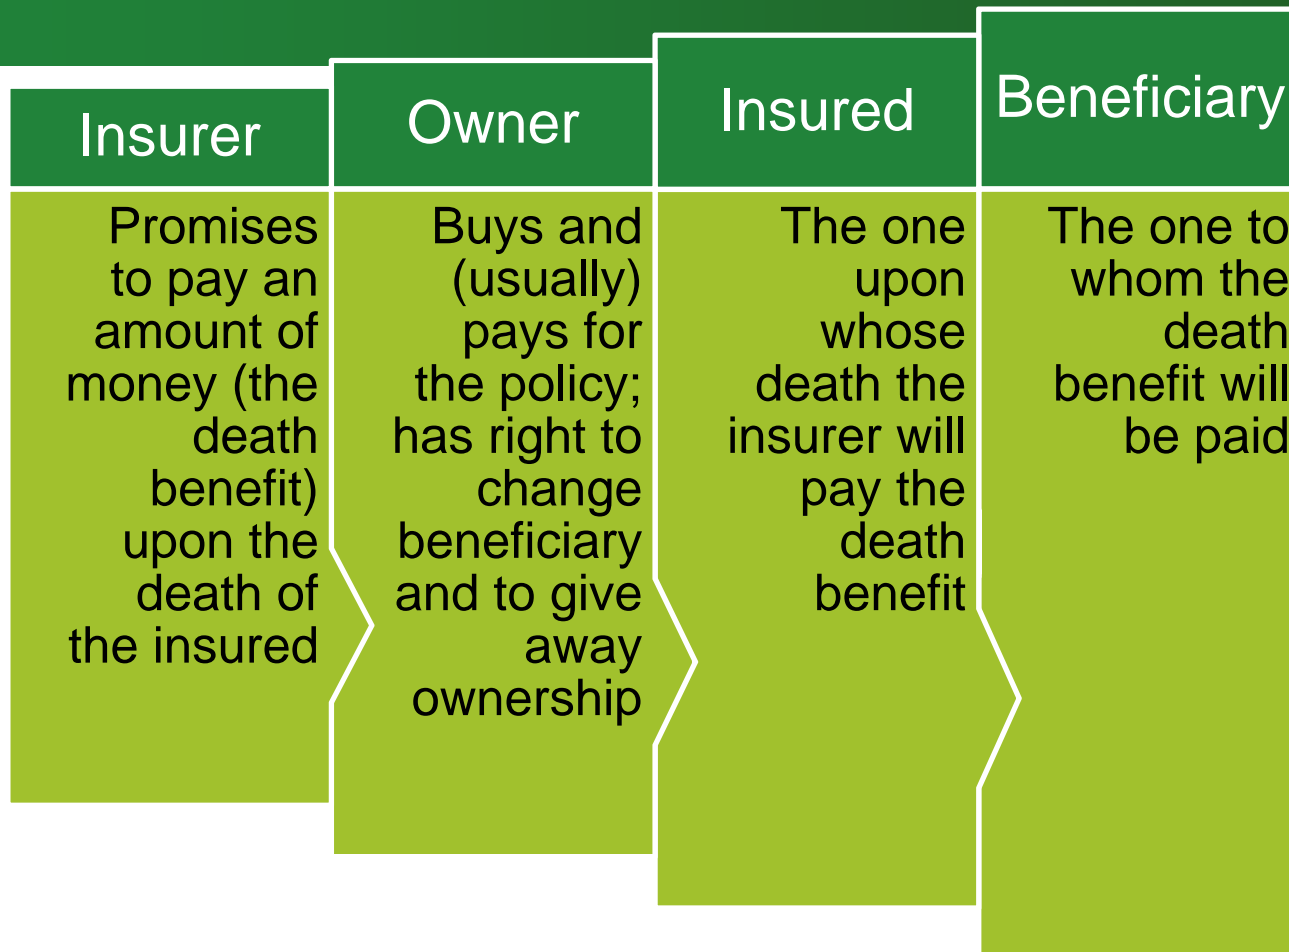 Insurer
Promises
to pay an
amount of
money (the
death
benefit)
upon the
death of
the insured
Owner
Buys and
(usually)
pays for
the policy;
has right to
change
beneficiary
and to give
away
ownership
Insured
The one
upon
whose
death the
insurer will
pay the
death
benefit
Beneficiary
The one to
whom the
death
benefit will
be paid